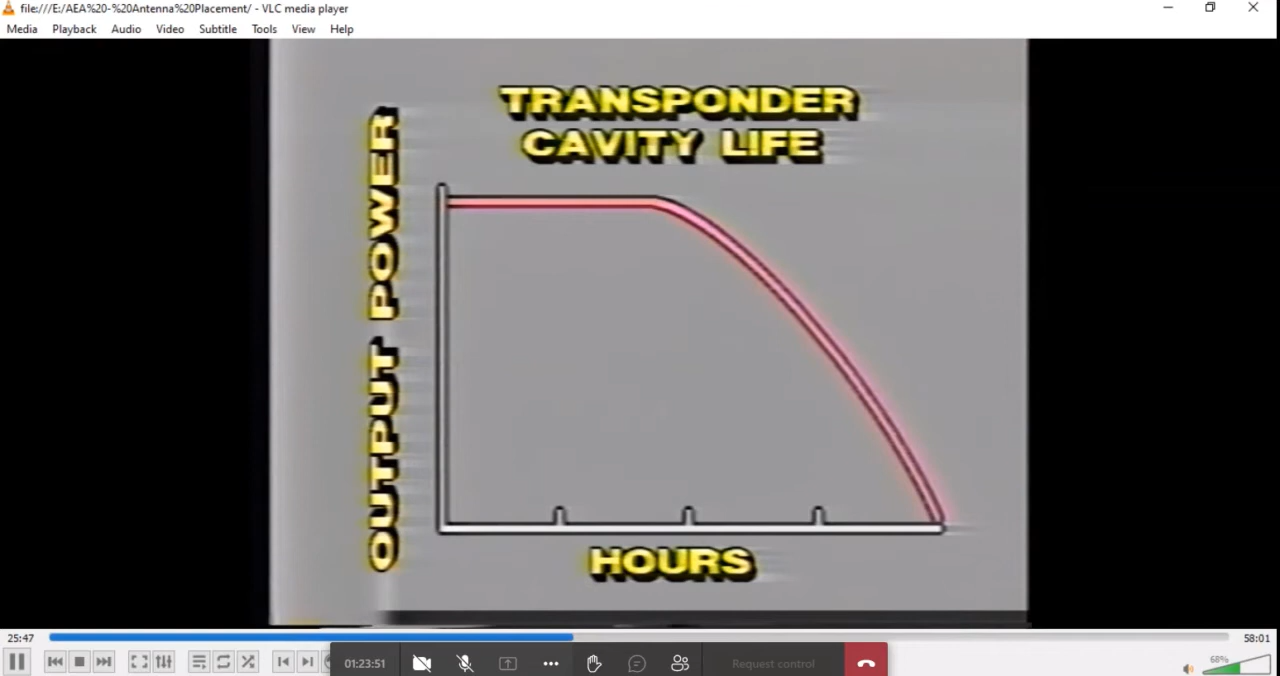 file:///E:/AEA%20-%20Antenna%20Placement/ - VLC media player
Media Playback Audio Video Subtitle Tools View Help
TRANSPONDER
CAVITY LIFE
OUTPUT POWER
HOURS
25:47
58:01
01:23:51
Request control
68%